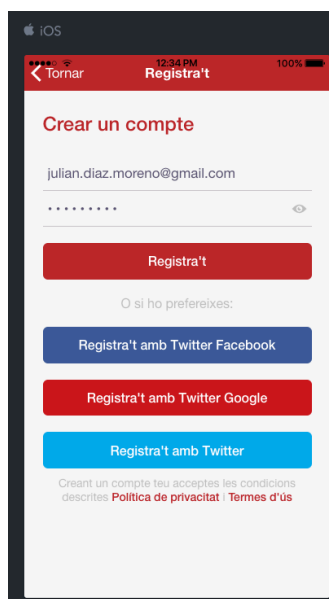 iOS
12:34 PM 100%
Tornar Registra't
Crear un compte
julian.diaz.moreno@gmail.com
Registra't
O si ho prefereixes:
Registra't amb Twitter Facebook
Registra't amb Twitter Google
Registra't amb Twitter
Creant un compte teu acceptes les condicions
descrites Política de privacitat i Termes d'ús